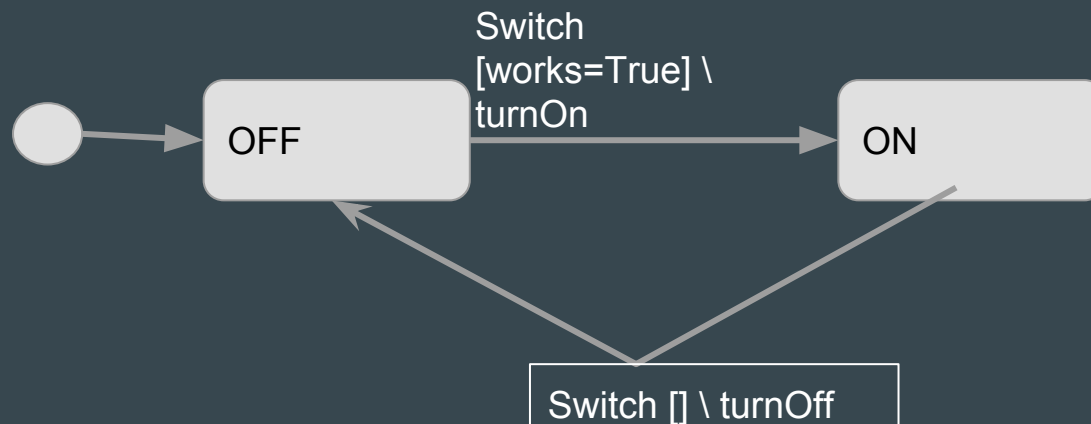 Switch
[works=True] \
turnOn
OFF
ON
Switch [] \ turnOff